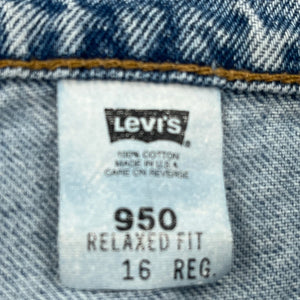 Levi's
100% COTTON
MADE IN U.S.A
CARE ON REVERSE
950
RELAXED FIT
16 REG.